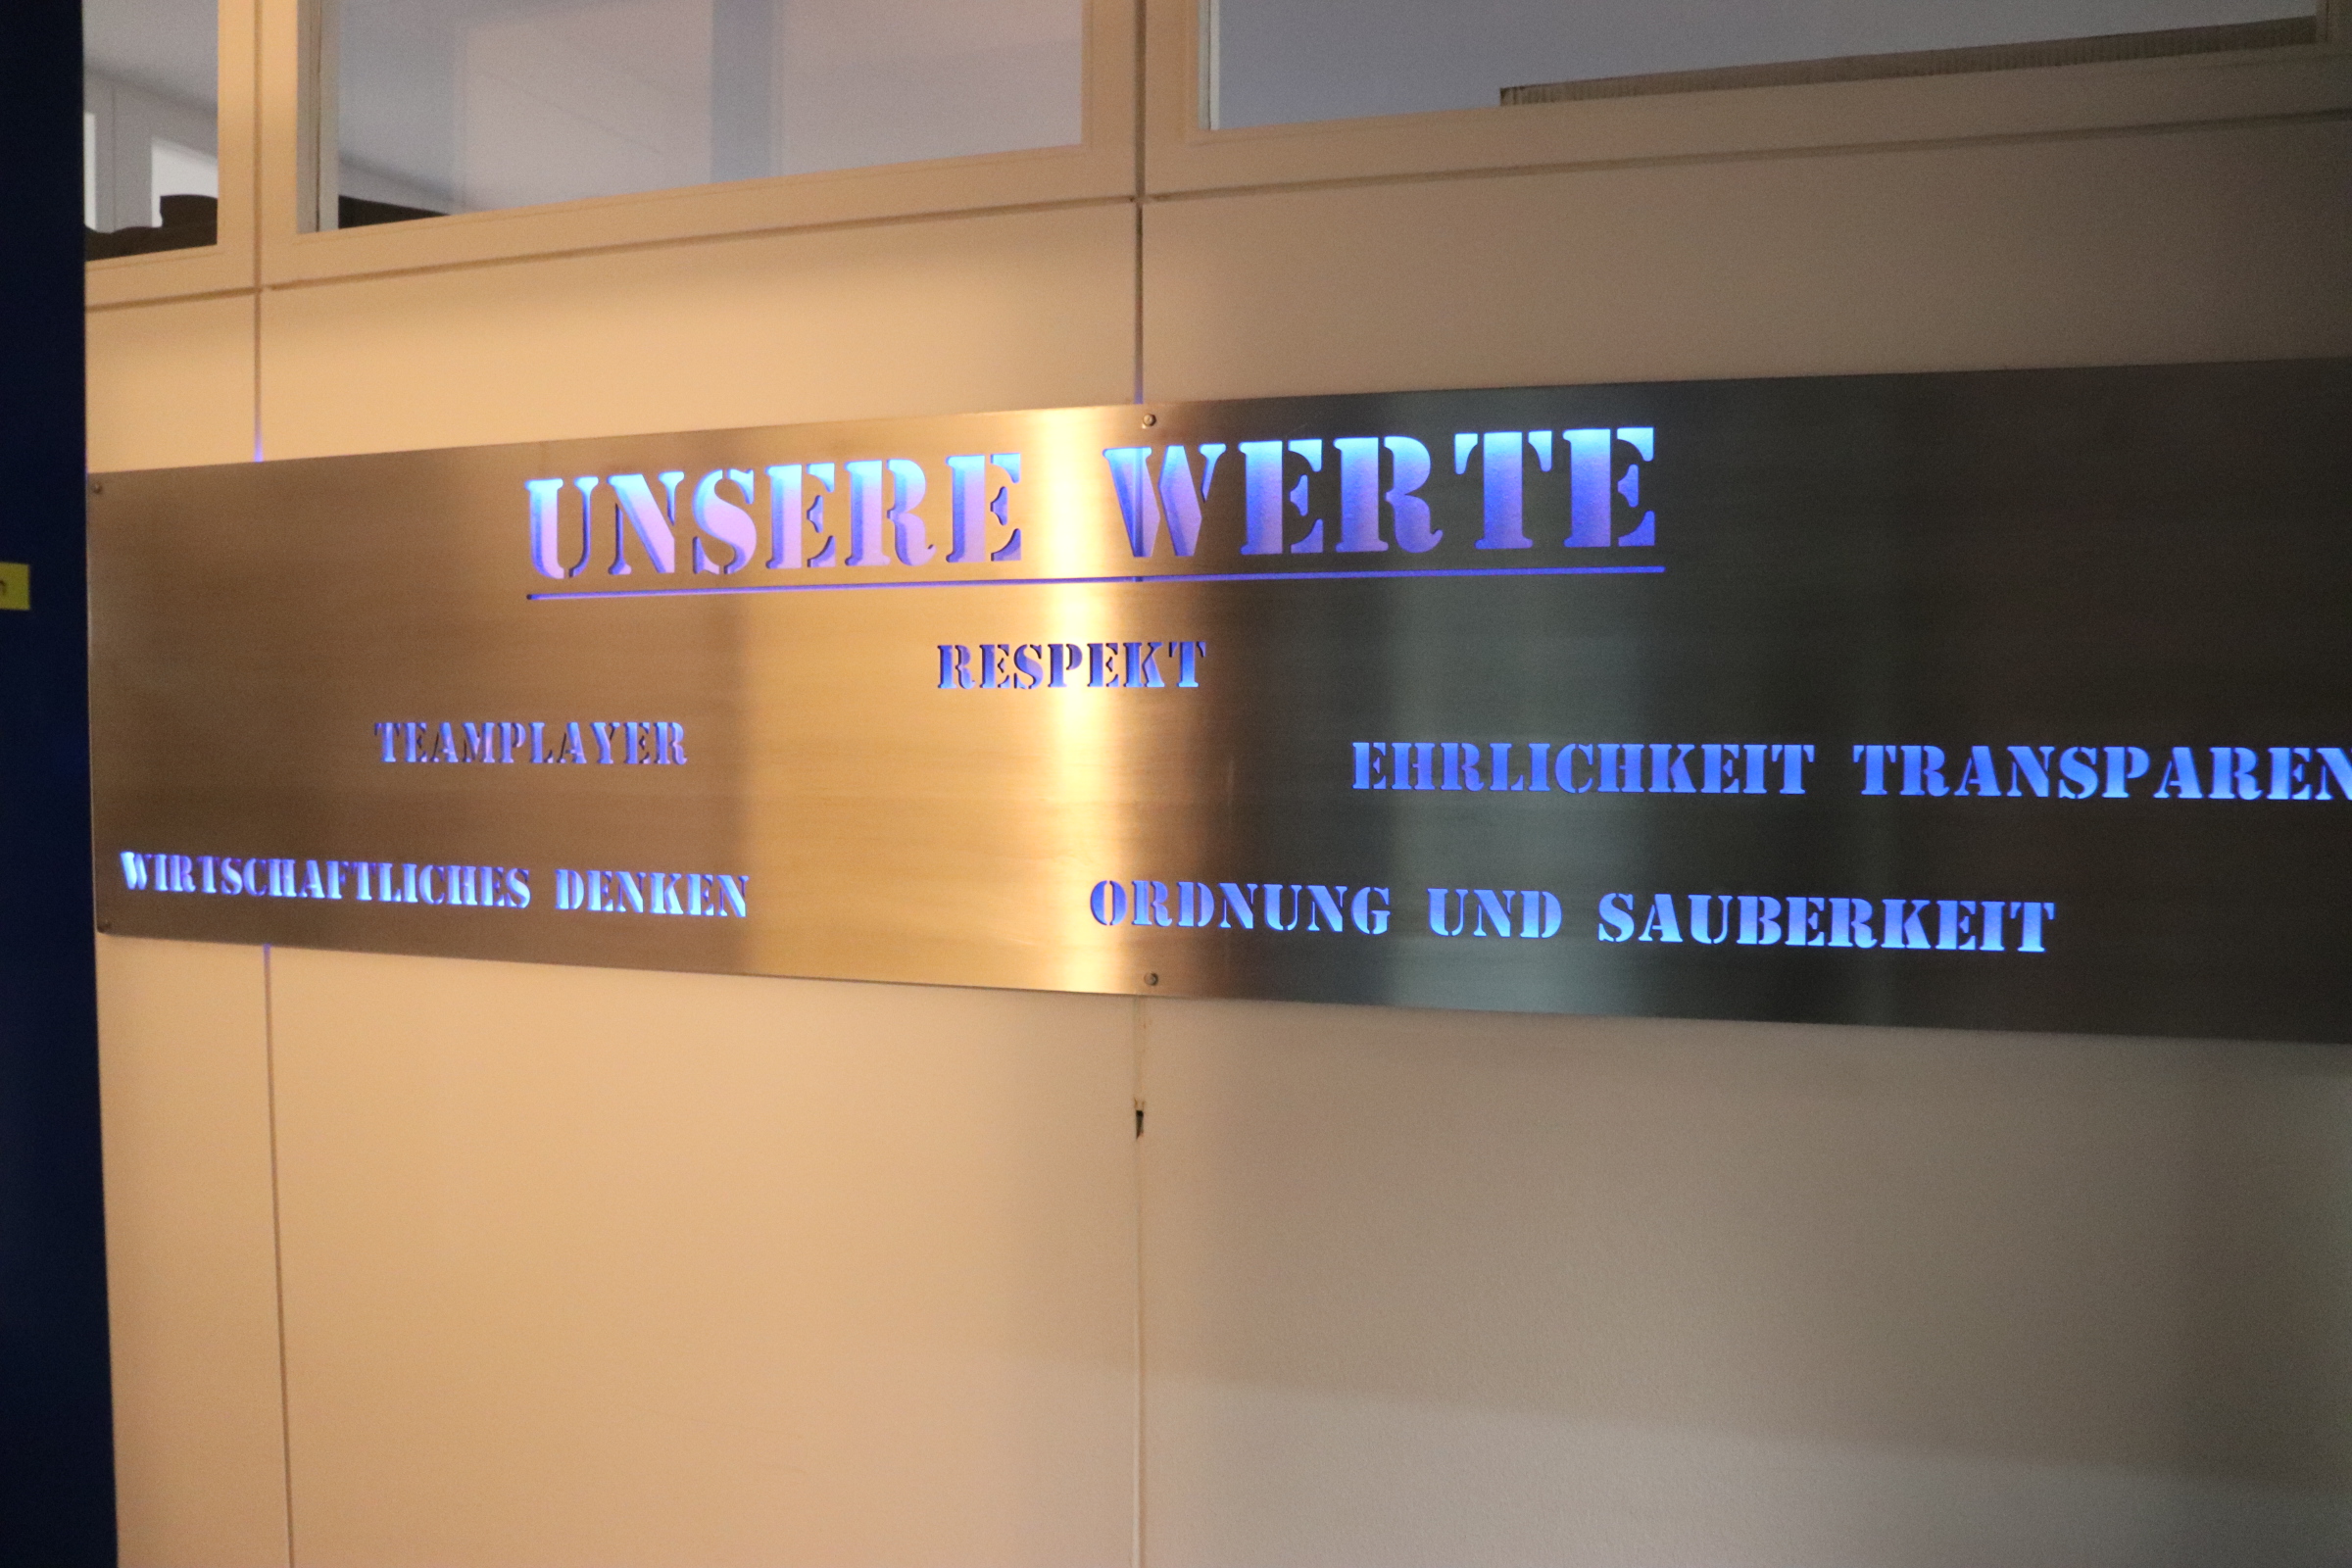 UNSERE WERTE
RESPEKT
TEAMPLAYER
EHRLICHKEIT TRANSPAREN
WIRTSCHAFTLICHES DENKEN
ORDNUNG UND SAUBERKEIT